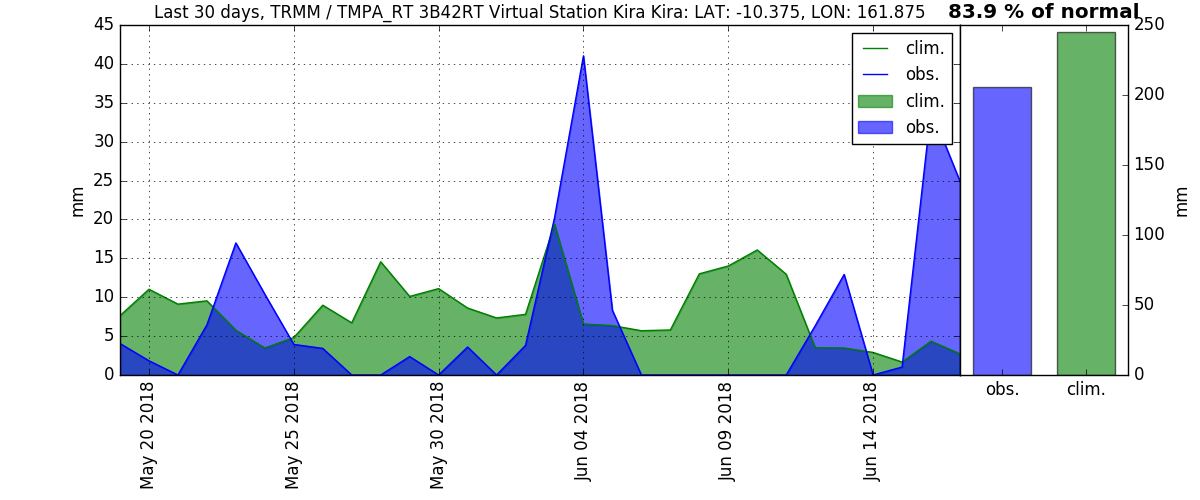 Last 30 days, TRMM / TMPA_RT 3B42RT Virtual Station Kira Kira: LAT: -10.375, LON: 161.875
83.9 % of normal
45
40
35
30
25
20
15
10
5
0
mm
clim.
obs.
clim.
obs.
May 20 2018
May 25 2018
May 30 2018
Jun 04 2018
Jun 09 2018
Jun 14 2018
250
200
150
100
50
0
mm
obs.
clim.